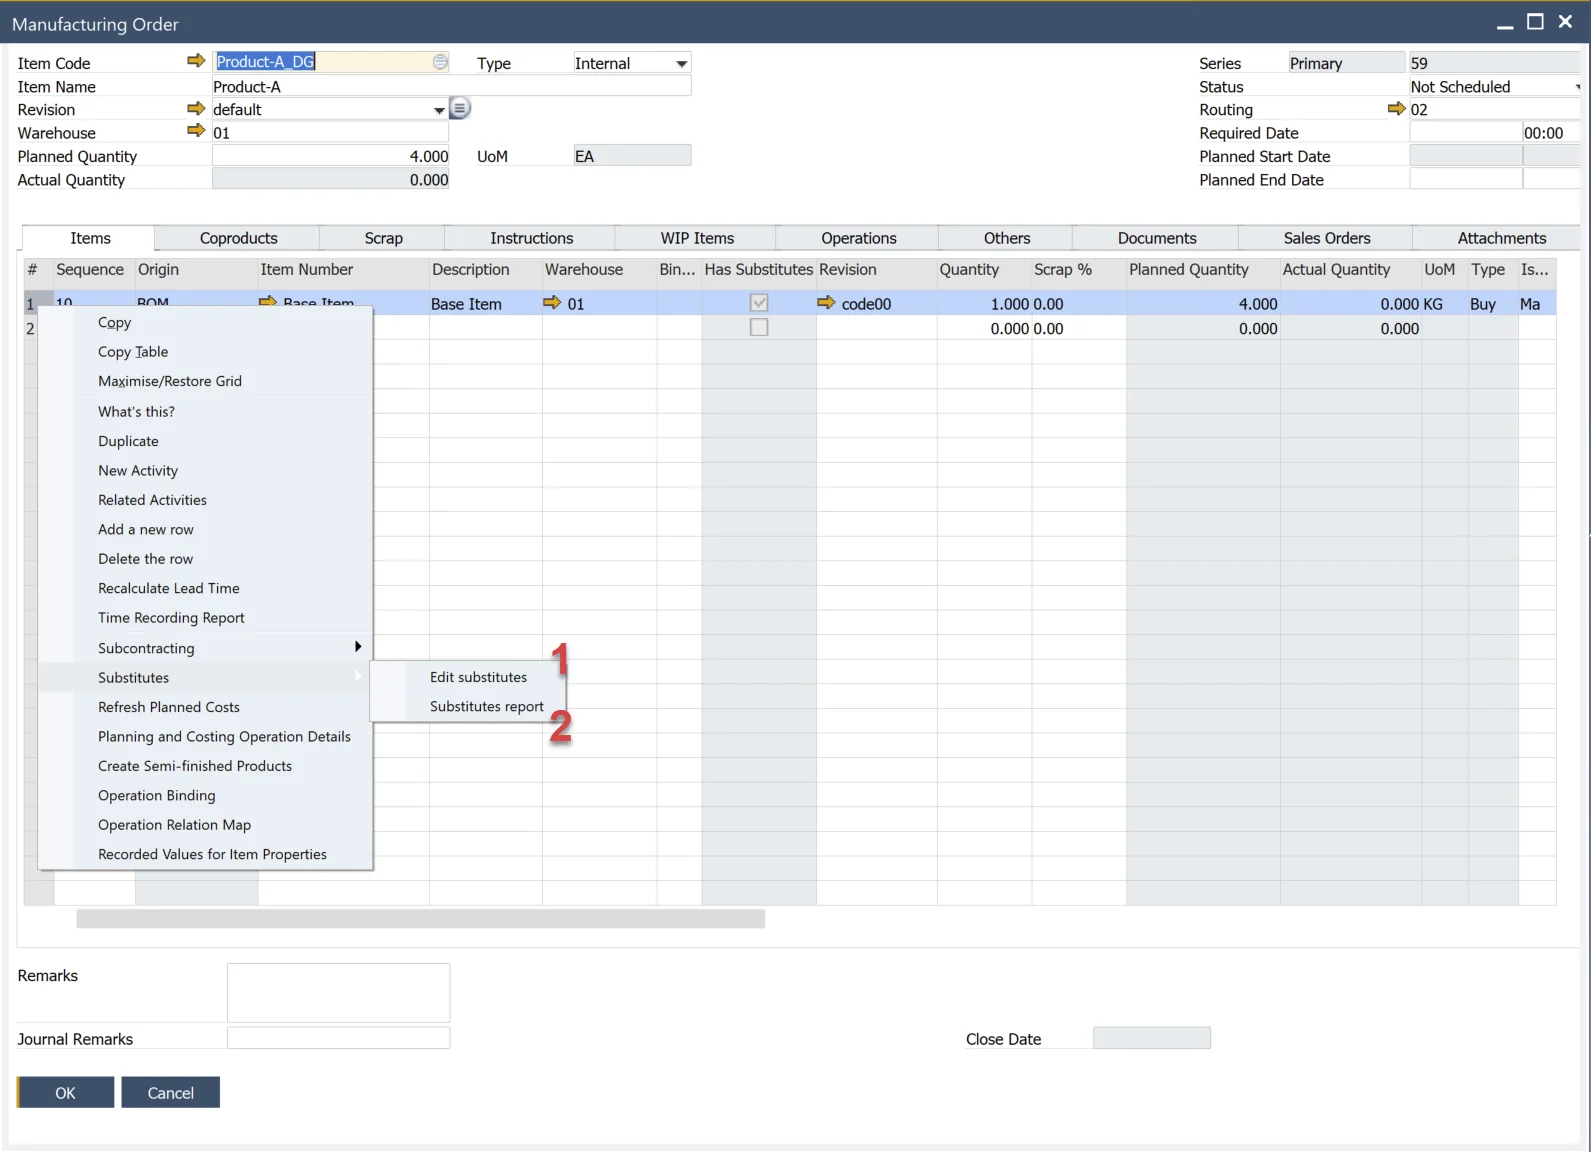 Manufacturing Order
Item Code Product-A_DG Type Internal Series Primary 59
Item Name Product-A Status Not Scheduled
Revision default Routing 02
Warehouse 01 Required Date 00:00
Planned Quantity 4.000 UoM EA Planned Start Date
Actual Quantity 0.000 Planned End Date
Items Coproducts Scrap Instructions WIP Items Operations Others Documents Sales Orders Attachments
# Sequence Origin Item Number Description Warehouse Bin... Has Substitutes Revision Quantity Scrap % Planned Quantity Actual Quantity UoM Type Is...
1 10 BOM Base Item Base Item 01 code00 1.000 0.00 4.000 0.000 KG Buy Ma
2 0.000 0.00 0.000 0.000
Copy
Copy Table
Maximise/Restore Grid
What's this?
Duplicate
New Activity
Related Activities
Add a new row
Delete the row
Recalculate Lead Time
Time Recording Report
Subcontracting
1
Substitutes Edit substitutes
Refresh Planned Costs Substitutes report
2
Planning and Costing Operation Details
Create Semi-finished Products
Operation Binding
Operation Relation Map
Recorded Values for Item Properties
Remarks
Journal Remarks Close Date
OK Cancel